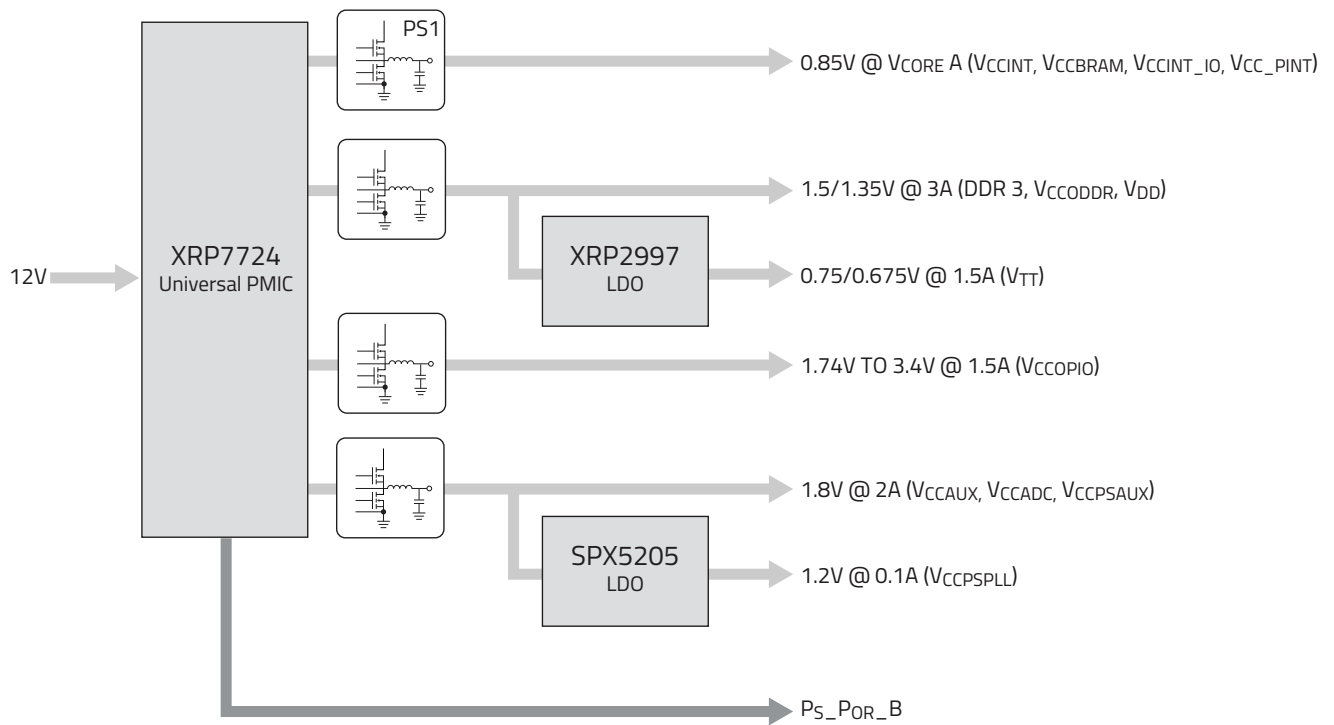 PS1
0.85V @ VCORE A (VCCINT, VCCBRAM, VCCINT_IO, VCC_PINT)
1.5/1.35V @ 3A (DDR 3, VCCODDR, VDD)
XRP7724
Universal PMIC
12V
XRP2997
LDO
0.75/0.675V @ 1.5A (VTT)
1.74V TO 3.4V @ 1.5A (VCCOPIO)
1.8V @ 2A (VCCAUX, VCCADC, VCCPSAUX)
SPX5205
LDO
1.2V @ 0.1A (VCCPSPLL)
PS_POR_B